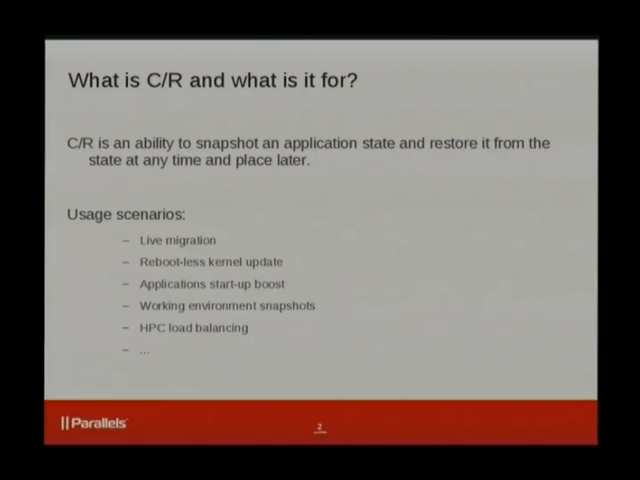 What is C/R and what is it for?
C/R is an ability to snapshot an application state and restore it from the
state at any time and place later.
Usage scenarios:
– Live migration
– Reboot-less kernel update
– Applications start-up boost
– Working environment snapshots
– HPC load balancing
– ...
|| Parallels
2